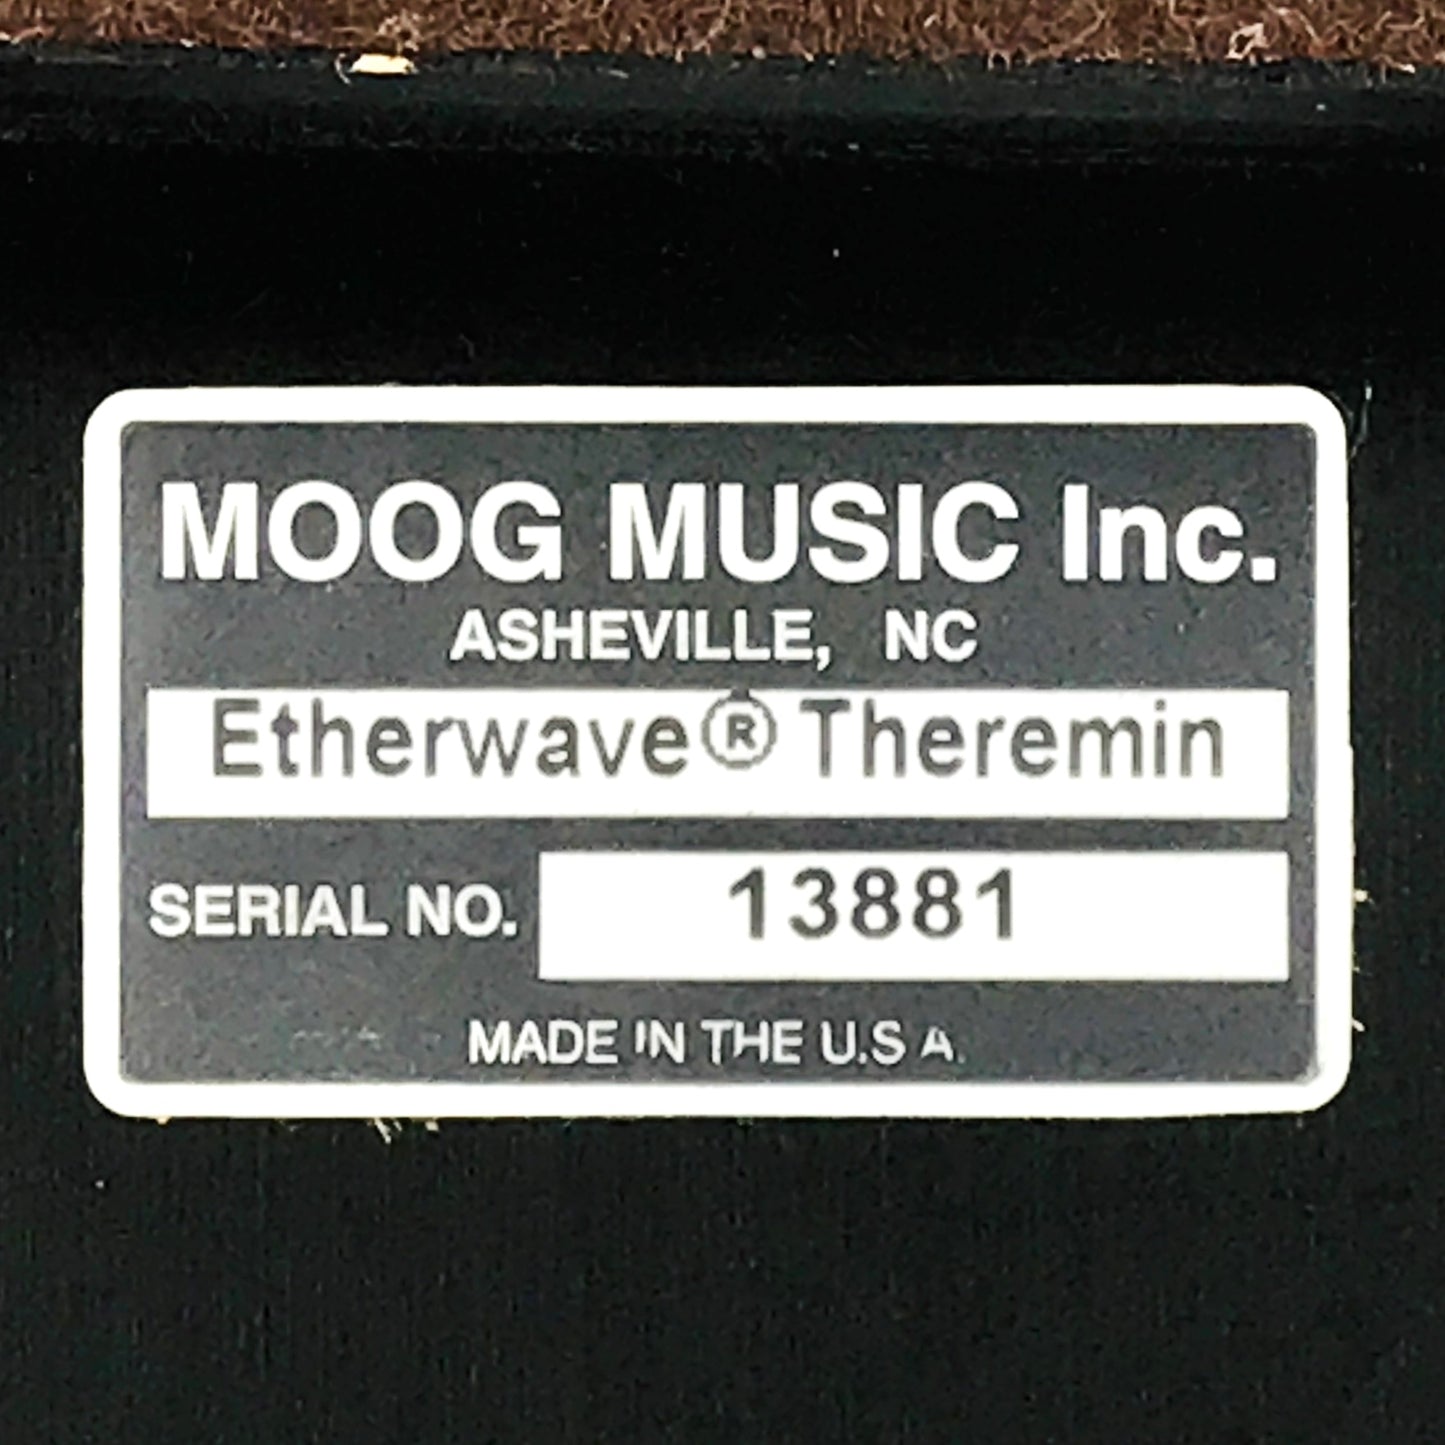 MOOG MUSIC Inc.
ASHEVILLE, NC
Etherwave® Theremin
SERIAL NO. 13881
MADE IN THE U.S.A.